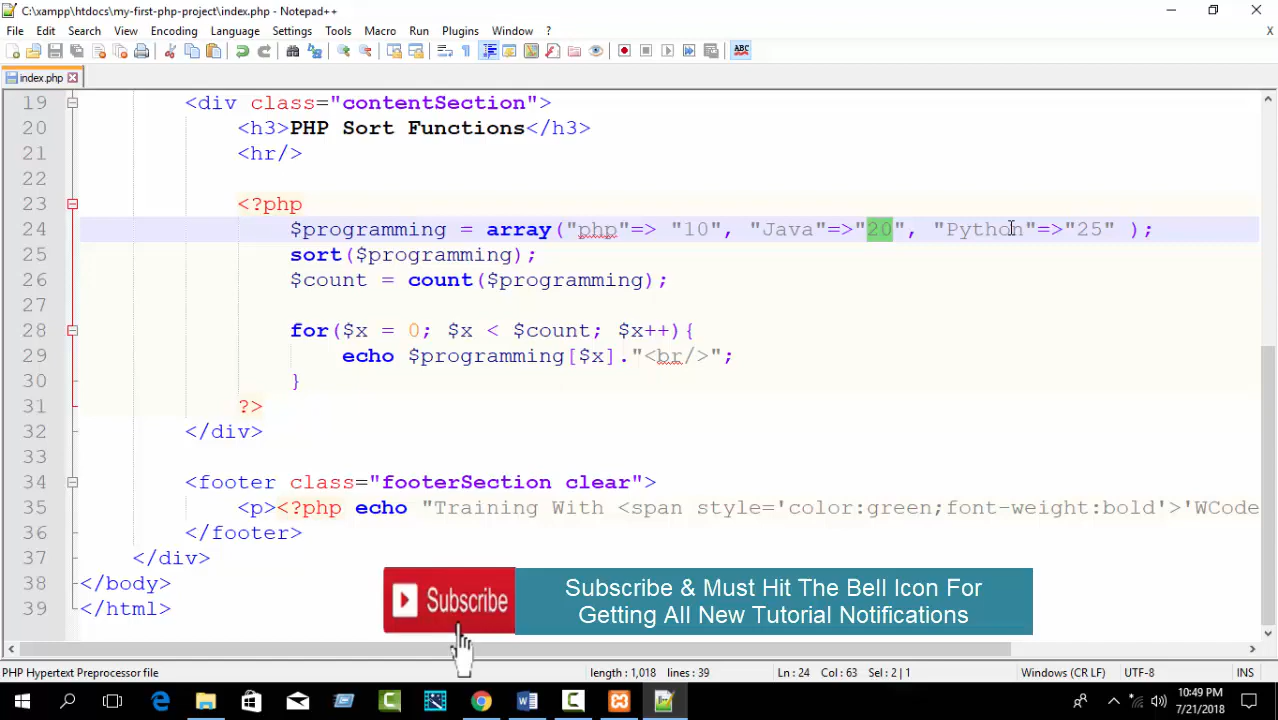 C:\xampp\htdocs\my-first-php-project\index.php - Notepad++
File Edit Search View Encoding Language Settings Tools Macro Run Plugins Window ? X
ABC
index.php
19 <div class="contentSection">
20 <h3>PHP Sort Functions</h3>
21 <hr/>
22
23 <?php
24 $programming = array("php"=> "10", "Java"=>"20", "Python"=>"25" );
25 sort($programming);
26 $count = count($programming);
27
28 for($x = 0; $x < $count; $x++){
29 echo $programming[$x]."<br/>";
30 }
31 ?>
32 </div>
33
34 <footer class="footerSection clear">
35 <p><?php echo "Training With <span style='color:green;font-weight:bold'>'WCode
36 </footer>
37 </div>
38 </body>
39 </html>
Subscribe
Subscribe & Must Hit The Bell Icon For
Getting All New Tutorial Notifications
PHP Hypertext Preprocessor file length : 1,018 lines : 39 Ln : 24 Col : 63 Sel : 2 | 1 Windows (CR LF) UTF-8 INS
10:49 PM
7/21/2018